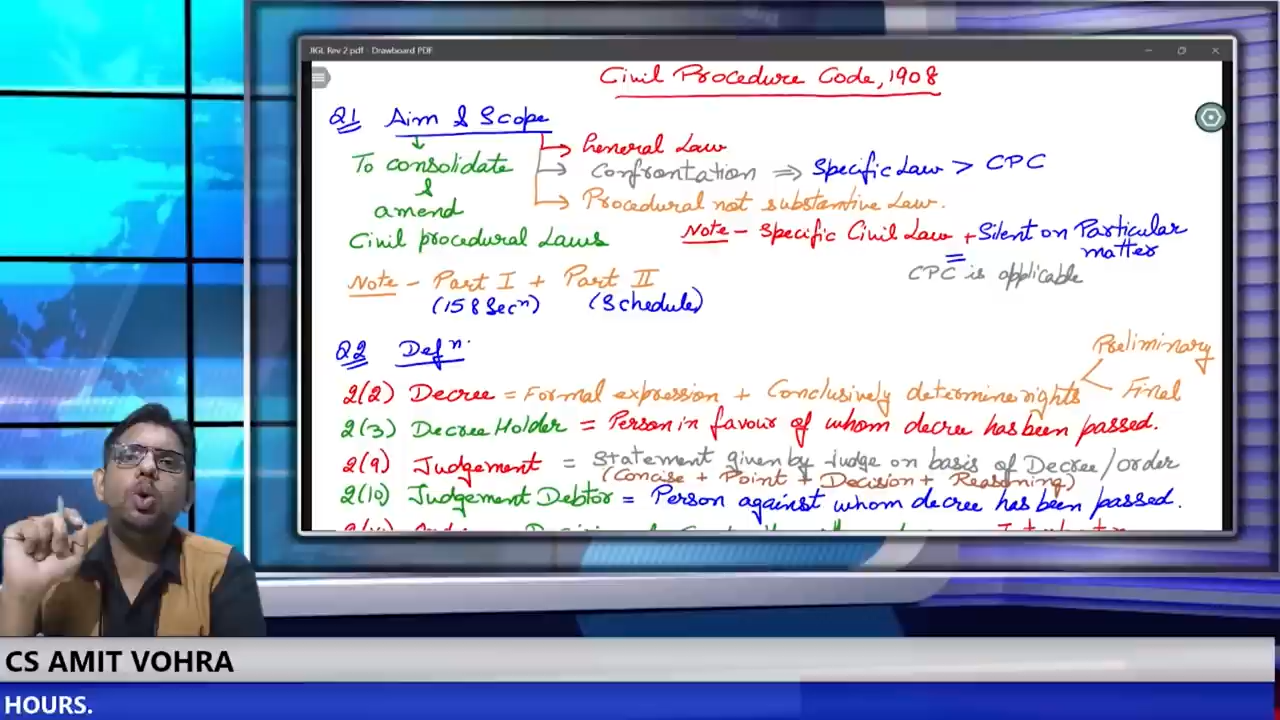 JIGL Rev 2.pdf - Drawboard PDF
Civil Procedure Code, 1908
Q1 Aim & Scope
To consolidate
&
amend
Civil procedural Laws
→ General Law
→ Confrontation ⇒ Specific Law > CPC
→ Procedural not substantive Law.
Note - Specific Civil Law + Silent on Particular matter
=
CPC is applicable
Note - Part I + Part II
(158 Secⁿ) (Schedule)
Q2 Defⁿ.
2(2) Decree = Formal expression + Conclusively determine rights
Preliminary
Final
2(3) Decree Holder = Person in favour of whom decree has been passed.
2(9) Judgement = Statement given by Judge on basis of Decree/order
(Concise + Point + Decision + Reasoning)
2(10) Judgement Debtor = Person against whom decree has been passed.
CS AMIT VOHRA
HOURS.